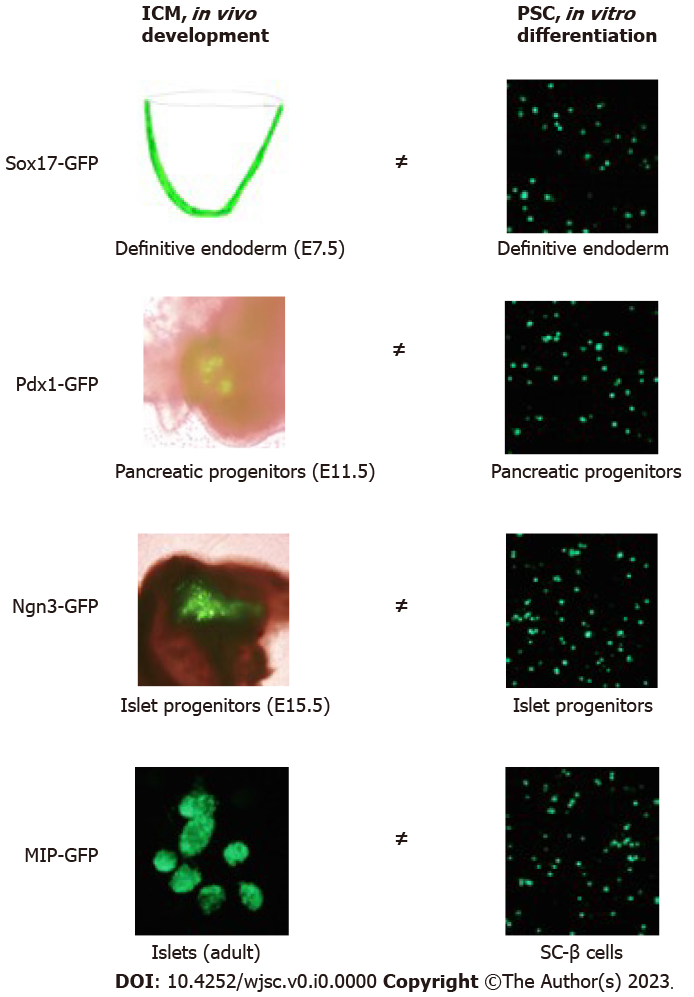 ICM, in vivo
development
PSC, in vitro
differentiation
Sox17-GFP
≠
Definitive endoderm (E7.5)
Definitive endoderm
Pdx1-GFP
≠
Pancreatic progenitors (E11.5)
Pancreatic progenitors
Ngn3-GFP
≠
Islet progenitors (E15.5)
Islet progenitors
MIP-GFP
≠
Islets (adult)
SC-β cells
DOI: 10.4252/wjsc.v0.i0.0000 Copyright ©The Author(s) 2023.